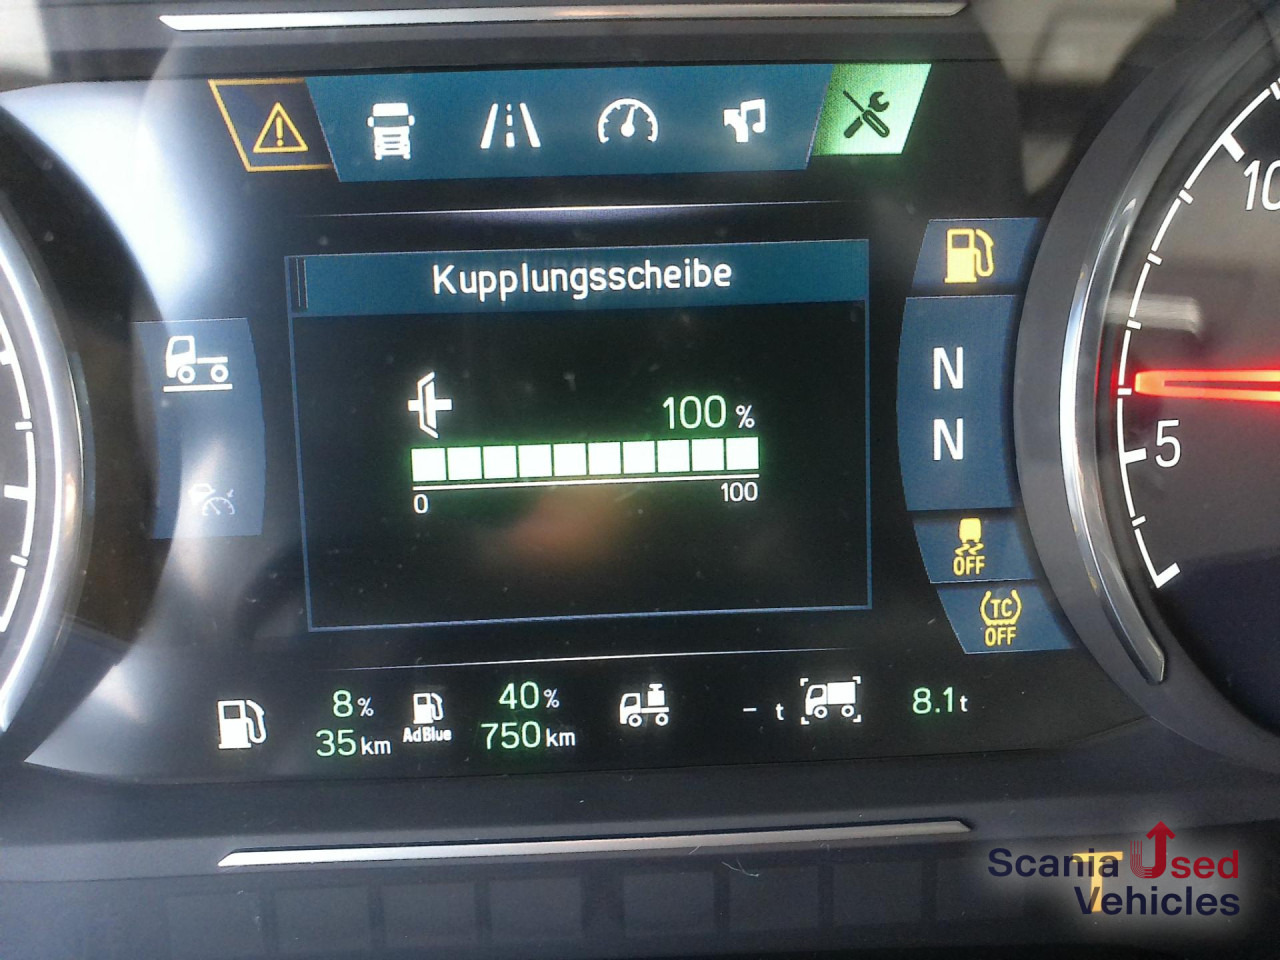 Kupplungsscheibe
100 %
0 100
N
N
OFF
TC
OFF
8%
35 km
AdBlue
40%
750 km
- t
8.1 t
10
5
Scania Used
Vehicles